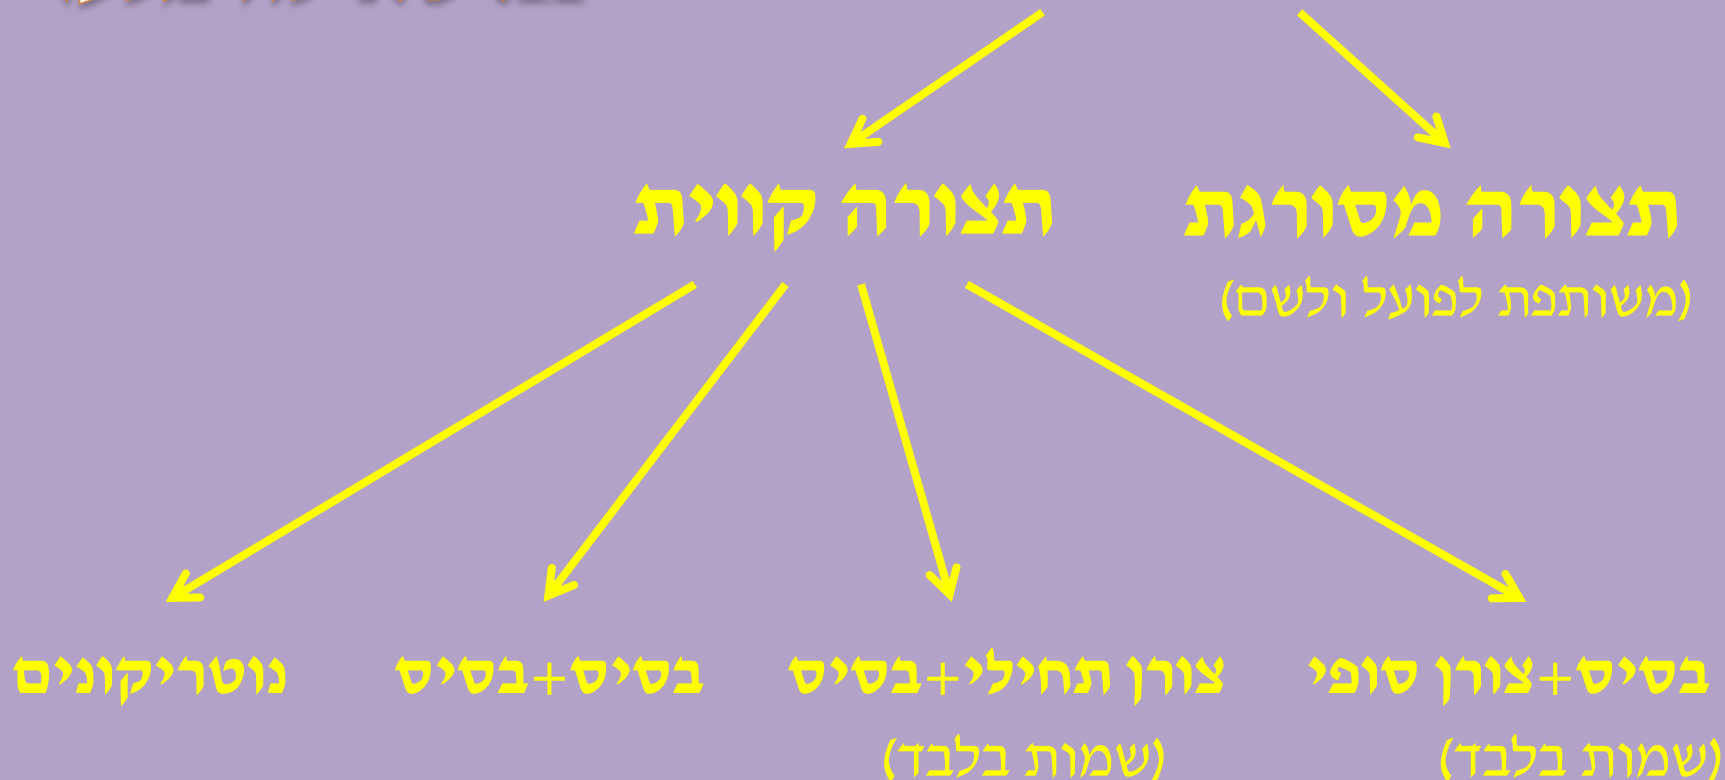 תצורה מסורגת
תצורה קווית
(משותפת לפועל ולשם)
בסיס+צורן סופי
צורן תחילי+בסיס
בסיס+בסיס
נוטריקונים
(שמות בלבד)
(שמות בלבד)